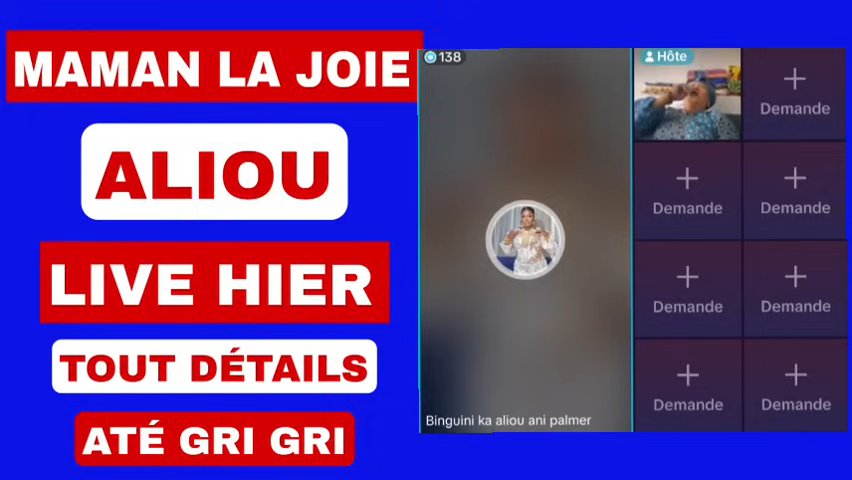 MAMAN LA JOIE
ALIOU
LIVE HIER
TOUT DÉTAILS
ATÉ GRI GRI
138
Binguini ka aliou ani palmer
Hôte
Demande
Demande
Demande
Demande
Demande
Demande
Demande